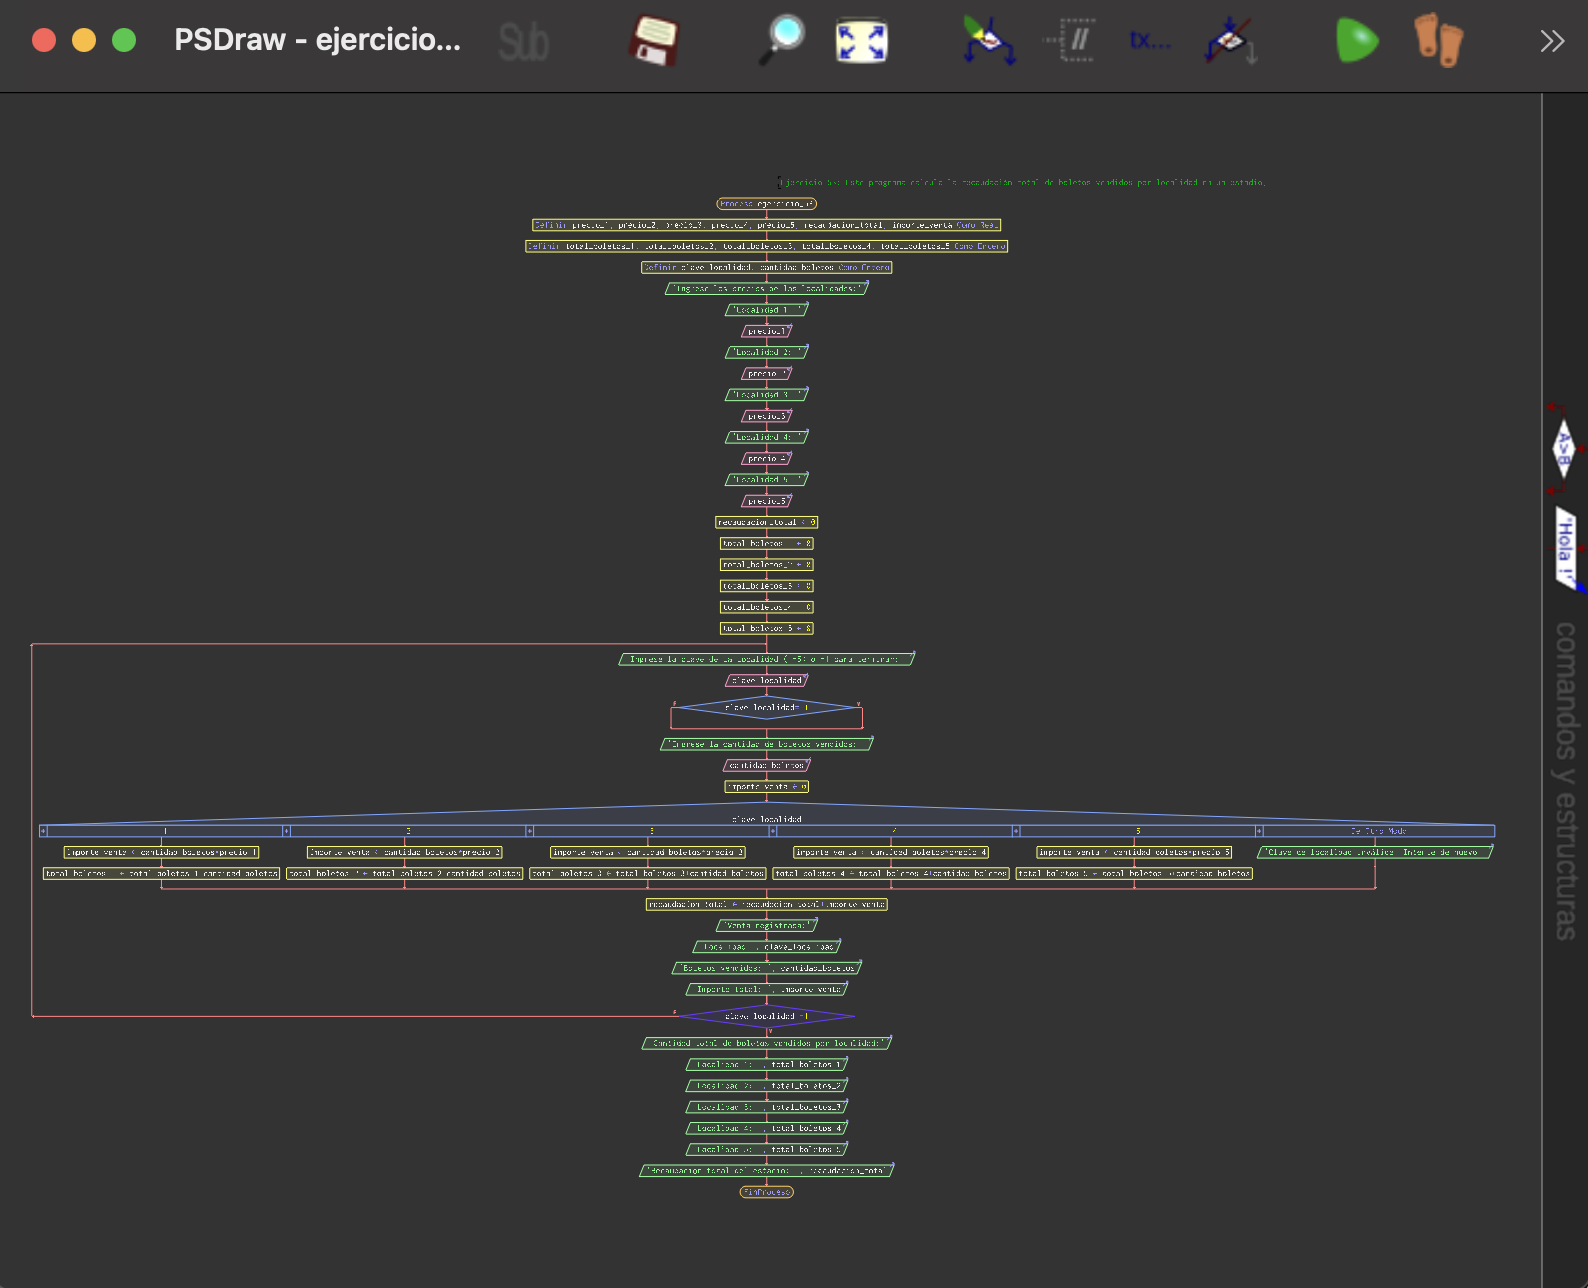 PSDraw - ejercicio...
Sub
tx...
Ejercicio 53: Este programa calcula la recaudación total de boletos vendidos por localidad en un estadio.
Proceso ejercicio_53
Definir precio_1, precio_2, precio_3, precio_4, precio_5, recaudacion_total, importe_venta Como Real
Definir total_boletos_1, total_boletos_2, total_boletos_3, total_boletos_4, total_boletos_5 Como Entero
Definir clave_localidad, cantidad_boletos Como Entero
'Ingrese los precios de las localidades:'
'Localidad 1: '
precio_1
'Localidad 2: '
precio_2
'Localidad 3: '
precio_3
'Localidad 4: '
precio_4
'Localidad 5: '
precio_5
recaudacion_total ← 0
total_boletos_1 ← 0
total_boletos_2 ← 0
total_boletos_3 ← 0
total_boletos_4 ← 0
total_boletos_5 ← 0
Ingrese la clave de la localidad para terminar:
clave_localidad
F
V
clave_localidad=-1
'Ingrese la cantidad de boletos vendidos: '
cantidad_boletos
importe_venta ← 0
clave_localidad
1 2 3 4 5 De Otro Modo
importe_venta ← cantidad_boletos*precio_1 importe_venta ← cantidad_boletos*precio_2 importe_venta ← cantidad_boletos*precio_3 importe_venta ← cantidad_boletos*precio_4 importe_venta ← cantidad_boletos*precio_5 'Clave de localidad inválida. Intente de nuevo.'
total_boletos_1 ← total_boletos_1+cantidad_boletos total_boletos_2 ← total_boletos_2+cantidad_boletos total_boletos_3 ← total_boletos_3+cantidad_boletos total_boletos_4 ← total_boletos_4+cantidad_boletos total_boletos_5 ← total_boletos_5+cantidad_boletos
recaudacion_total ← recaudacion_total+importe_venta
'Venta registrada:'
'Localidad: ', clave_localidad
'Boletos vendidos: ', cantidad_boletos
'Importe total: ', importe_venta
F
clave_localidad=-1
V
'Cantidad total de boletos vendidos por localidad:'
'Localidad 1: ', total_boletos_1
'Localidad 2: ', total_boletos_2
'Localidad 3: ', total_boletos_3
'Localidad 4: ', total_boletos_4
'Localidad 5: ', total_boletos_5
'Recaudacion total del estadio: ', recaudacion_total
FinProceso
A>B
"Hola !"
comandos y estructuras